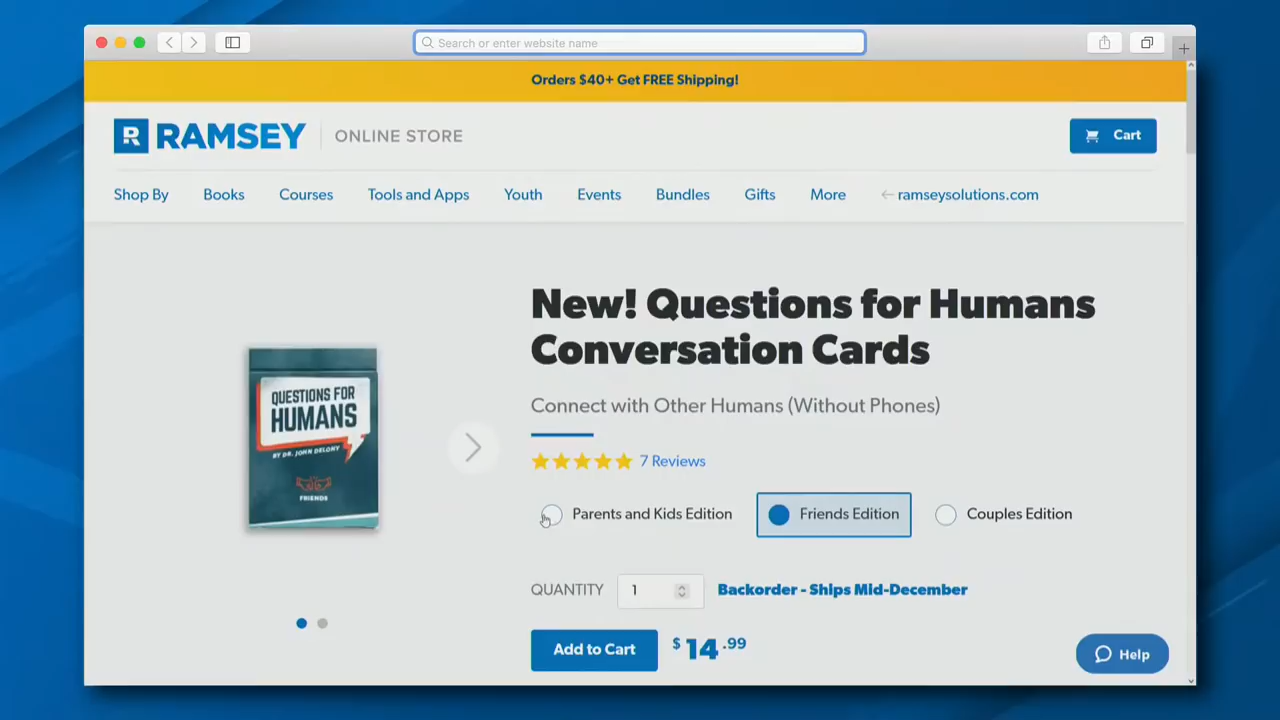 Search or enter website name
Orders $40+ Get FREE Shipping!
R RAMSEY ONLINE STORE
Cart
Shop By Books Courses Tools and Apps Youth Events Bundles Gifts More ← ramseysolutions.com
New! Questions for Humans
Conversation Cards
Connect with Other Humans (Without Phones)
7 Reviews
QUESTIONS FOR
HUMANS
BY DR. JOHN DELONY
FRIENDS
Parents and Kids Edition Friends Edition Couples Edition
QUANTITY 1 Backorder - Ships Mid-December
Add to Cart $14.99
Help